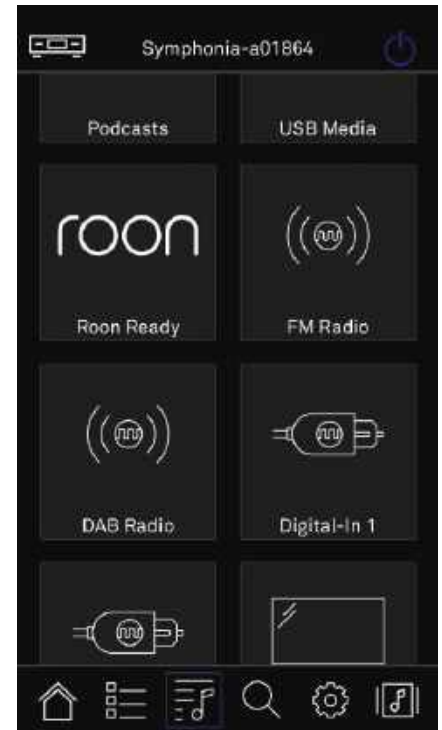 Symphonia-a01864
Podcasts
USB Media
roon
Roon Ready
FM Radio
DAB Radio
Digital-In 1